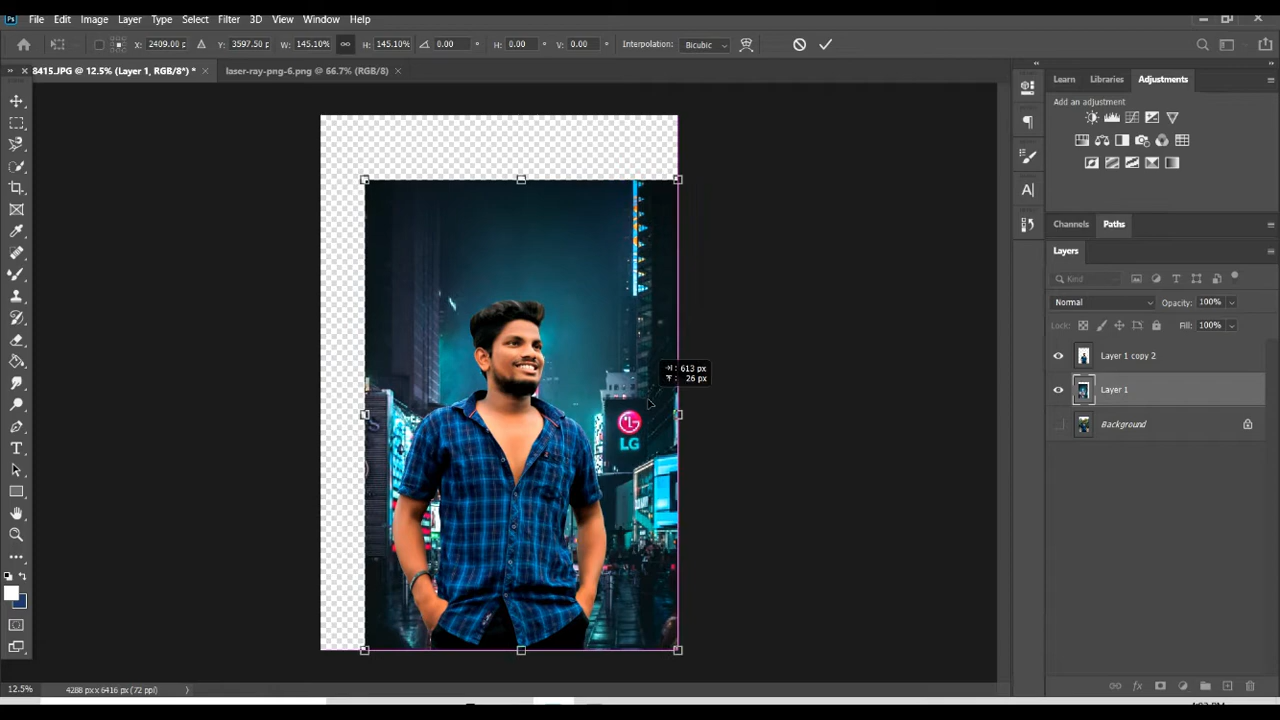 Ps File Edit Image Layer Type Select Filter 3D View Window Help
X: 2409.00 p Y: 3597.50 p W: 145.10% H: 145.10% 0.00 ° H: 0.00 ° V: 0.00 ° Interpolation: Bicubic
8415.JPG @ 12.5% (Layer 1, RGB/8*) * × laser-ray-png-6.png @ 66.7% (RGB/8) ×
Learn Libraries Adjustments
Add an adjustment
Channels Paths
Layers
Kind
Normal Opacity: 100%
Lock: Fill: 100%
Layer 1 copy 2
Layer 1
Background
613 px
26 px
LG
12.5% 4288 px x 6416 px (72 ppi)